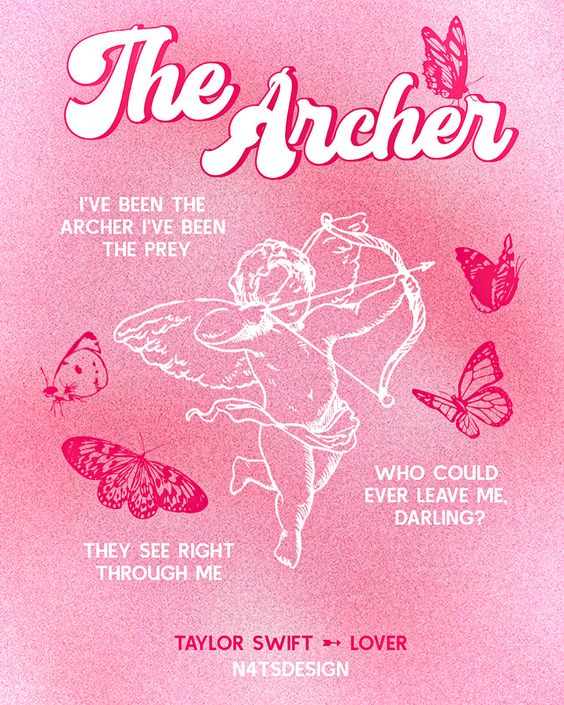 The Archer
I'VE BEEN THE
ARCHER I'VE BEEN
THE PREY
WHO COULD
EVER LEAVE ME,
DARLING?
THEY SEE RIGHT
THROUGH ME
TAYLOR SWIFT ➳ LOVER
N4TSDESIGN